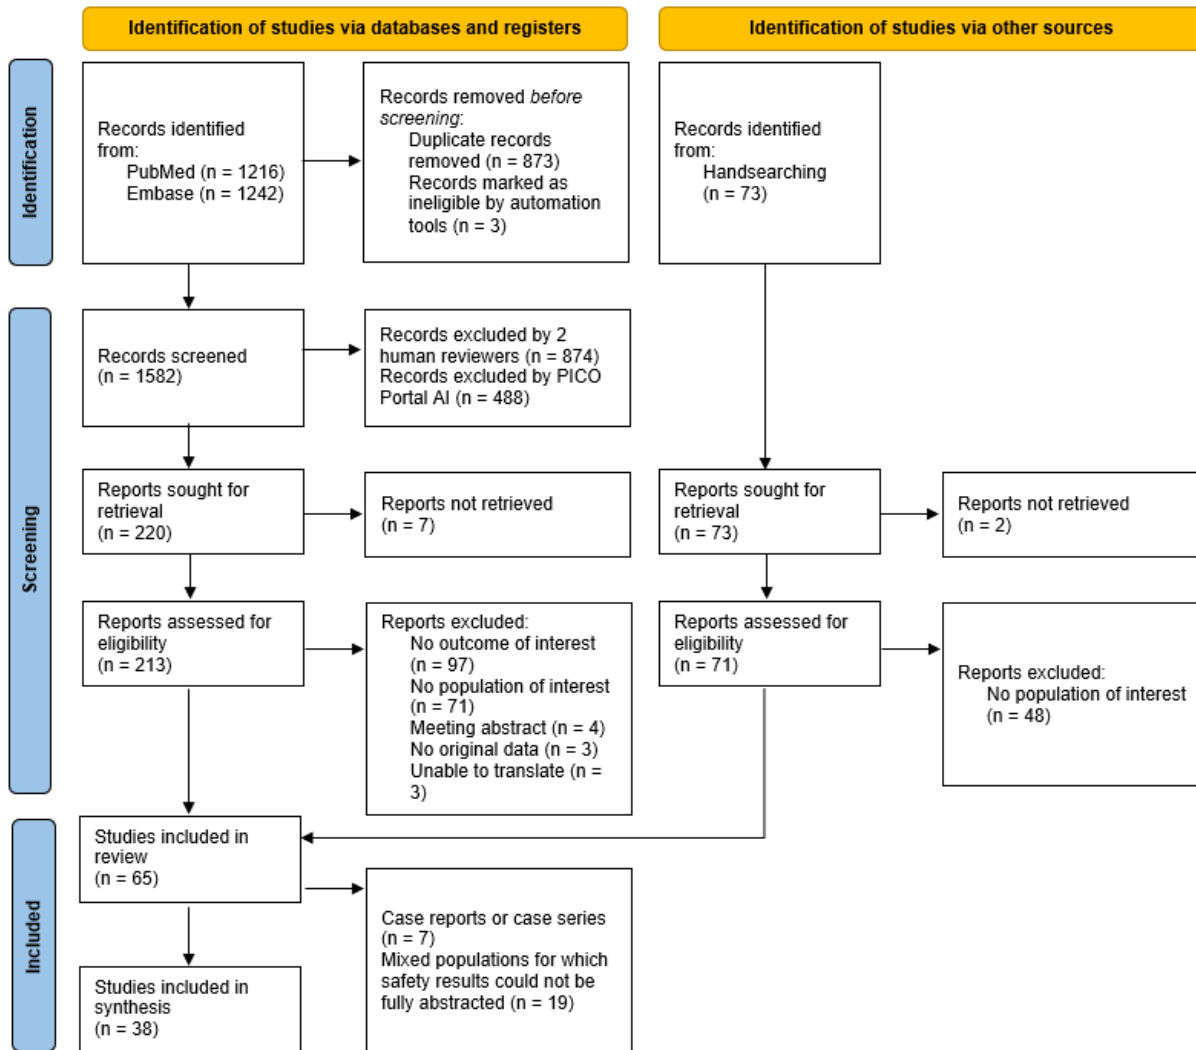 Identification of studies via databases and registers
Identification of studies via other sources
Identification
Records identified
from:
PubMed (n = 1216)
Embase (n = 1242)
Records removed before
screening:
Duplicate records
removed (n = 873)
Records marked as
ineligible by automation
tools (n = 3)
Records identified
from:
Handsearching
(n = 73)
Screening
Records screened
(n = 1582)
Records excluded by 2
human reviewers (n = 874)
Records excluded by PICO
Portal AI (n = 488)
Reports sought for
retrieval
(n = 220)
Reports not retrieved
(n = 7)
Reports sought for
retrieval
(n = 73)
Reports not retrieved
(n = 2)
Reports assessed for
eligibility
(n = 213)
Reports excluded:
No outcome of interest
(n = 97)
No population of interest
(n = 71)
Meeting abstract (n = 4)
No original data (n = 3)
Unable to translate (n =
3)
Reports assessed for
eligibility
(n = 71)
Reports excluded:
No population of interest
(n = 48)
Included
Studies included in
review
(n = 65)
Case reports or case series
(n = 7)
Mixed populations for which
safety results could not be
fully abstracted (n = 19)
Studies included in
synthesis
(n = 38)